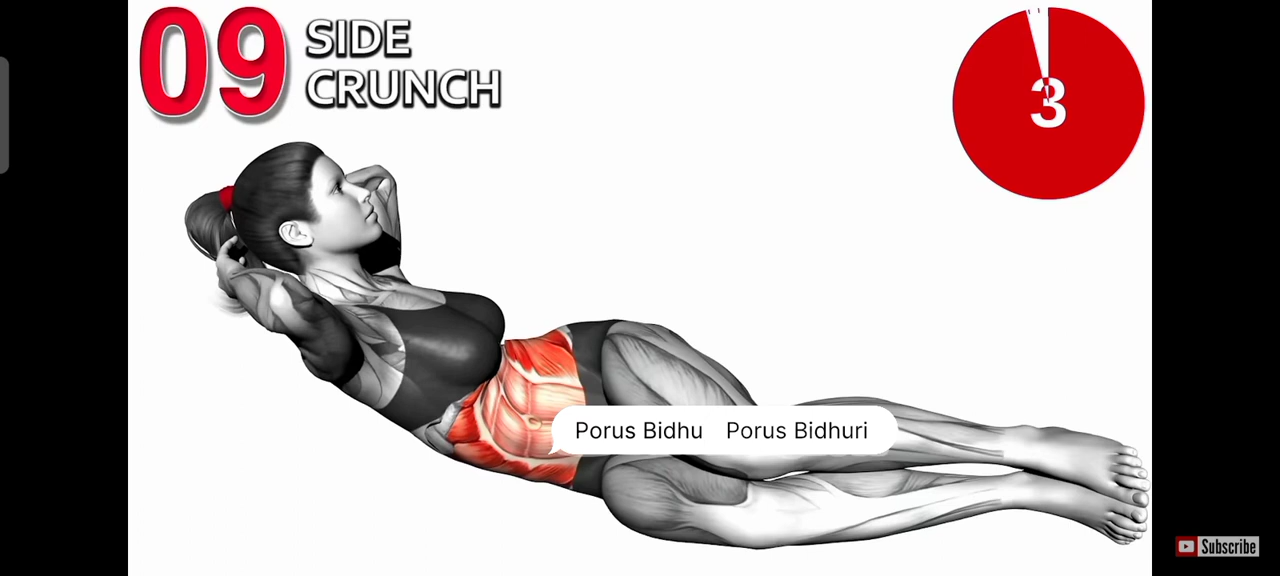 09
SIDE
CRUNCH
3
Porus Bidhu Porus Bidhuri
Subscribe